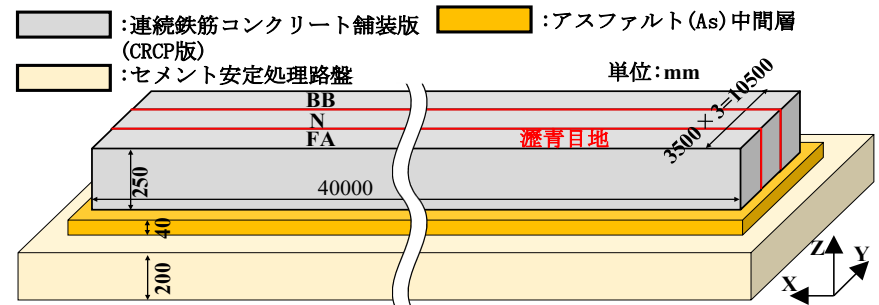 :連続鉄筋コンクリート舗装版
(CRCP版)
:アスファルト(As)中間層
:セメント安定処理路盤
単位:mm
BB
N
FA
瀝青目地
3500×3=10500
250
40000
40
200
Z
Y
X